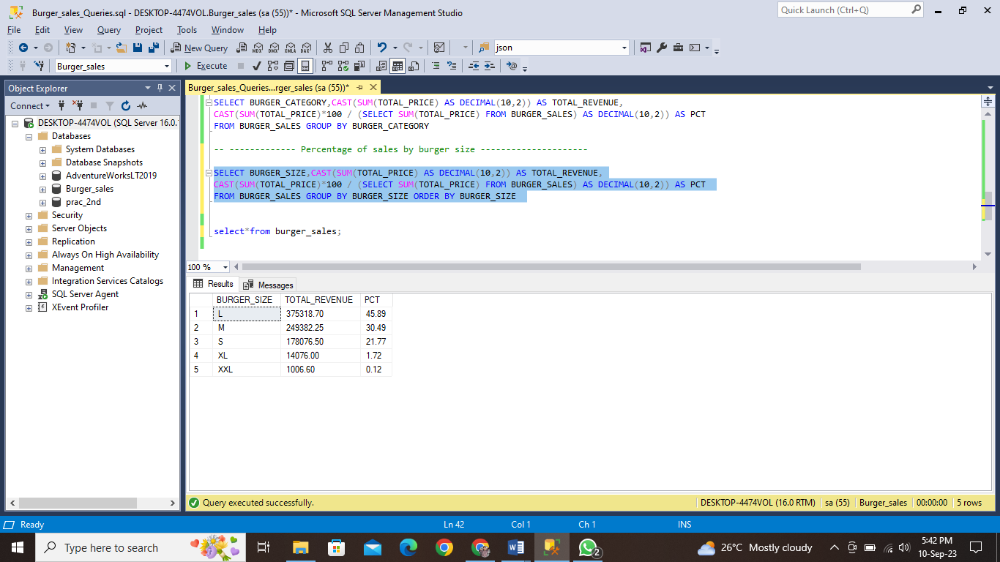 Burger_sales_Queries.sql - DESKTOP-4474VOL.Burger_sales (sa (55))* - Microsoft SQL Server Management Studio
Quick Launch (Ctrl+Q)
File Edit View Query Project Tools Window Help
New Query MDX DMX XMLA DAX json
Burger_sales Execute
Object Explorer
Connect
DESKTOP-4474VOL (SQL Server 16.0.
Databases
System Databases
Database Snapshots
AdventureWorksLT2019
Burger_sales
prac_2nd
Security
Server Objects
Replication
Always On High Availability
Management
Integration Services Catalogs
SQL Server Agent
XEvent Profiler
Burger_sales_Queries...rger_sales (sa (55))*
SELECT BURGER_CATEGORY,CAST(SUM(TOTAL_PRICE) AS DECIMAL(10,2)) AS TOTAL_REVENUE,
CAST(SUM(TOTAL_PRICE)*100 / (SELECT SUM(TOTAL_PRICE) FROM BURGER_SALES) AS DECIMAL(10,2)) AS PCT
FROM BURGER_SALES GROUP BY BURGER_CATEGORY
-- ------------- Percentage of sales by burger size ---------------------
SELECT BURGER_SIZE,CAST(SUM(TOTAL_PRICE) AS DECIMAL(10,2)) AS TOTAL_REVENUE,
CAST(SUM(TOTAL_PRICE)*100 / (SELECT SUM(TOTAL_PRICE) FROM BURGER_SALES) AS DECIMAL(10,2)) AS PCT
FROM BURGER_SALES GROUP BY BURGER_SIZE ORDER BY BURGER_SIZE
select*from burger_sales;
100 %
Results Messages
BURGER_SIZE TOTAL_REVENUE PCT
1 L 375318.70 45.89
2 M 249382.25 30.49
3 S 178076.50 21.77
4 XL 14076.00 1.72
5 XXL 1006.60 0.12
Query executed successfully. DESKTOP-4474VOL (16.0 RTM) sa (55) Burger_sales 00:00:00 5 rows
Ready Ln 42 Col 1 Ch 1 INS
Type here to search 2 26°C Mostly cloudy 5:42 PM
10-Sep-23